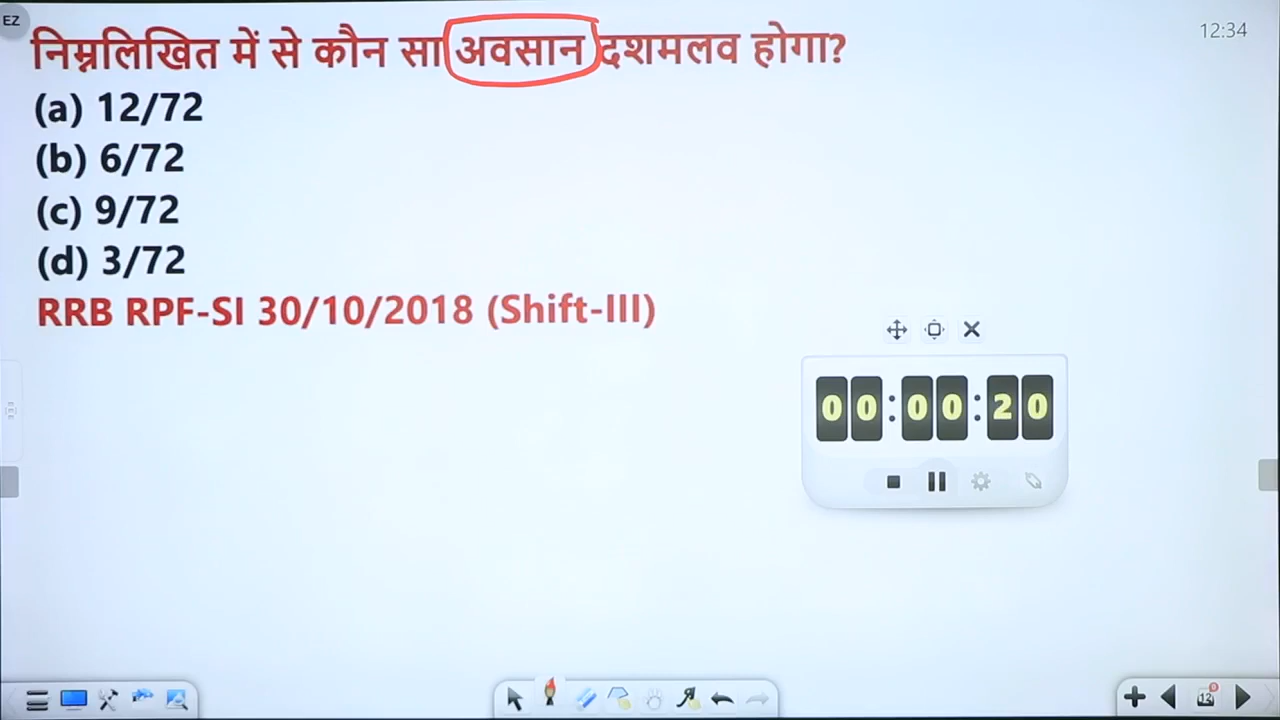 EZ
12:34
निम्नलिखित में से कौन सा अवसान दशमलव होगा?
(a) 12/72
(b) 6/72
(c) 9/72
(d) 3/72
RRB RPF-SI 30/10/2018 (Shift-III)
00:00:20
12